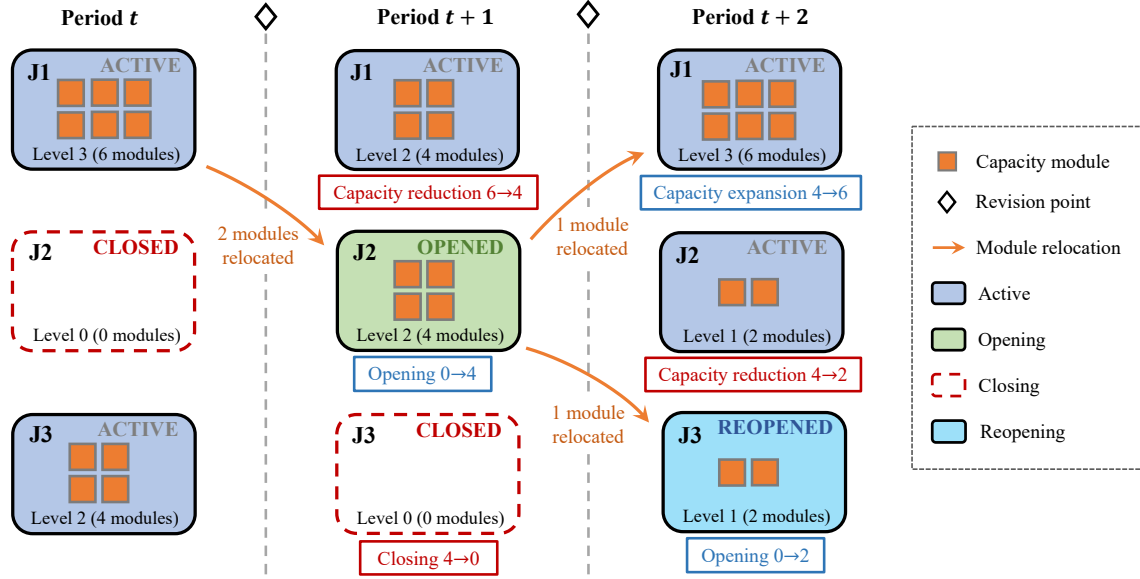 Period t
Period t + 1
Period t + 2
J1
ACTIVE
Level 3 (6 modules)
J1
ACTIVE
Level 2 (4 modules)
Capacity reduction 6→4
J1
ACTIVE
Level 3 (6 modules)
Capacity expansion 4→6
J2
CLOSED
Level 0 (0 modules)
2 modules
relocated
J2
OPENED
Level 2 (4 modules)
Opening 0→4
1 module
relocated
J2
ACTIVE
Level 1 (2 modules)
Capacity reduction 4→2
J3
ACTIVE
Level 2 (4 modules)
J3
CLOSED
Level 0 (0 modules)
Closing 4→0
1 module
relocated
J3
REOPENED
Level 1 (2 modules)
Opening 0→2
Capacity module
Revision point
Module relocation
Active
Opening
Closing
Reopening